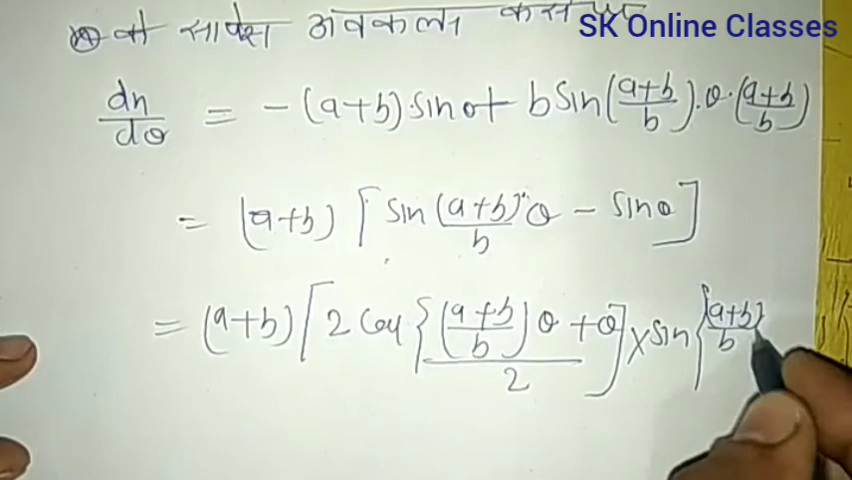 के सापेक्ष अवकलन करने पर
SK Online Classes
dx/dθ = -(a+b)·sinθ + b sin((a+b)/b)·θ·((a+b)/b)
= (a+b) [sin (a+b)/b θ - sinθ]
= (a+b) [2 cos {((a+b)/b) θ + θ}/2] × sin {(a+b)/b}